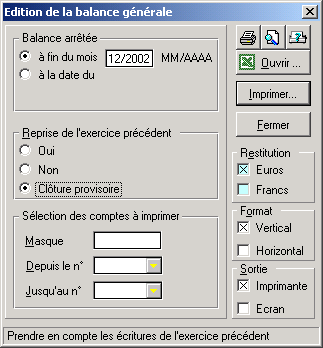 Edition de la balance générale
Balance arrêtée
à fin du mois 12/2002 MM/AAAA
à la date du
Ouvrir ...
Imprimer...
Fermer
Reprise de l'exercice précédent
Oui
Non
Clôture provisoire
Restitution
Euros
Francs
Format
Vertical
Horizontal
Sélection des comptes à imprimer
Masque
Depuis le n°
Jusqu'au n°
Sortie
Imprimante
Ecran
Prendre en compte les écritures de l'exercice précédent